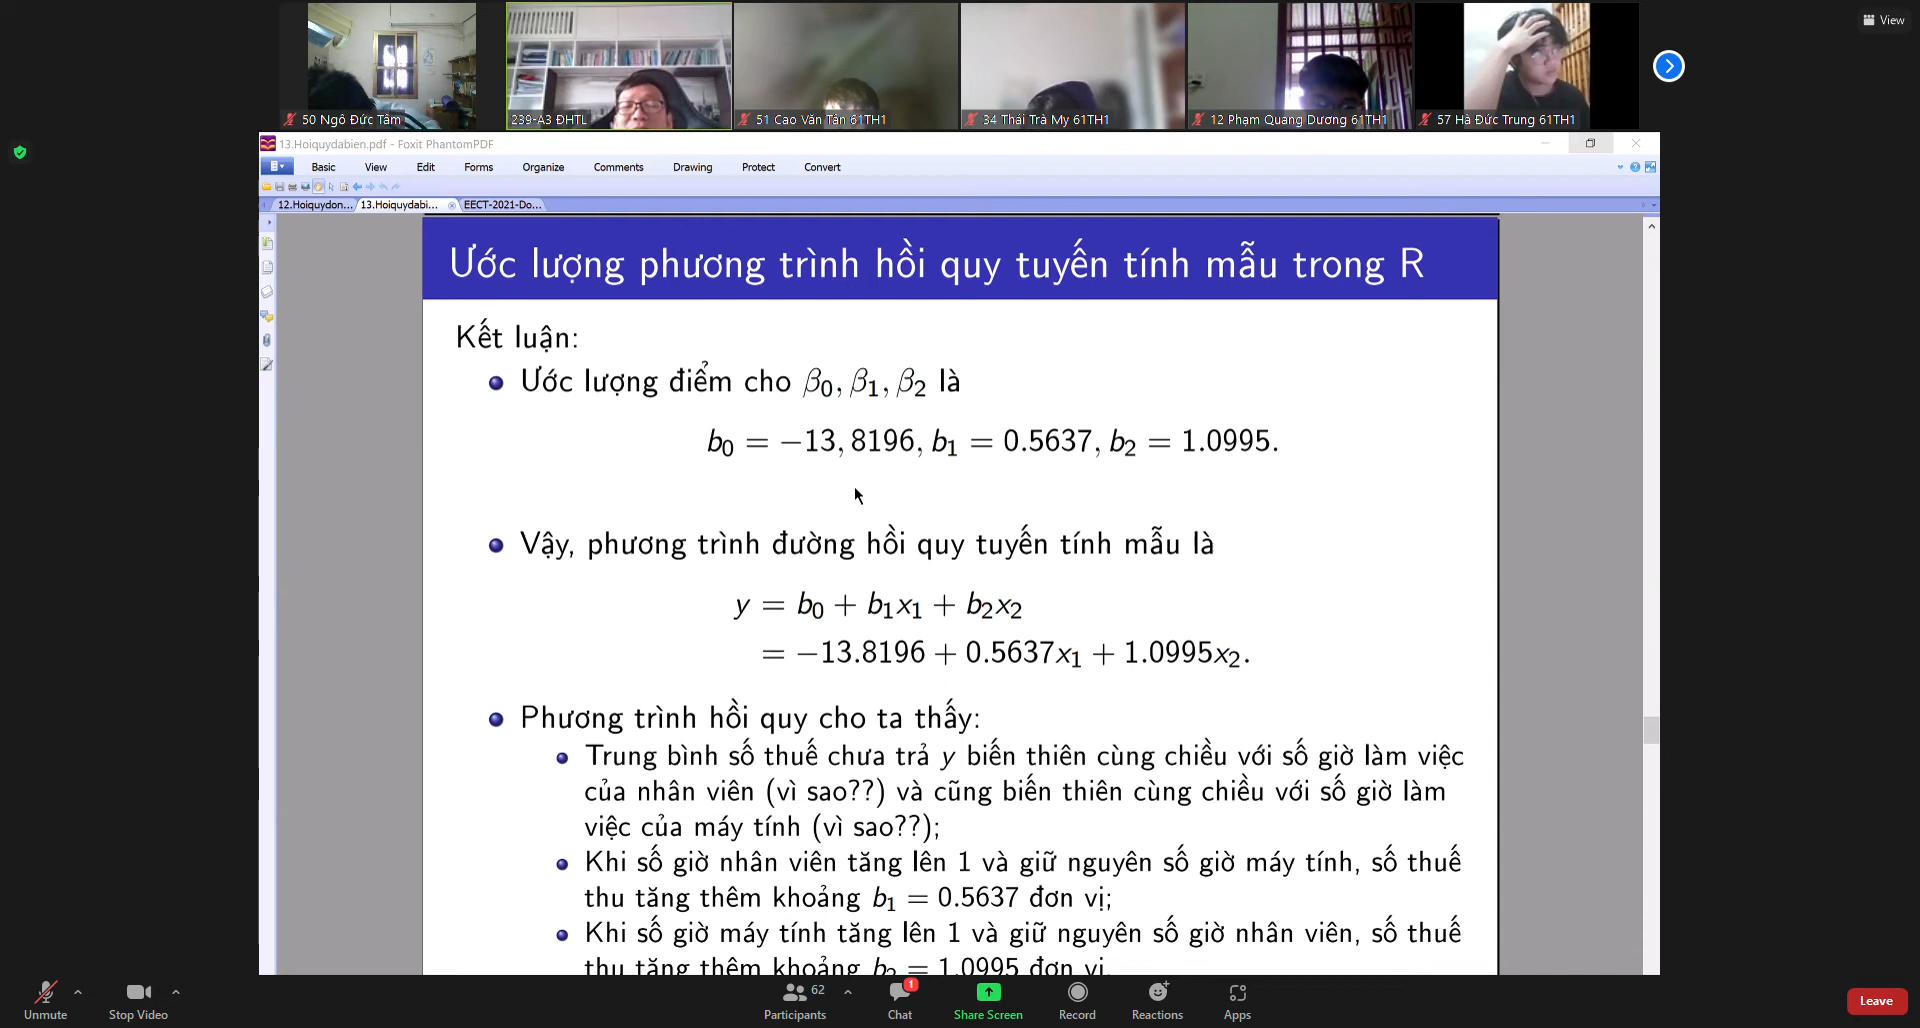 View
50 Ngô Đức Tâm
239-A3 ĐHTL
51 Cao Văn Tân 61TH1
34 Thái Trà My 61TH1
12 Phạm Quang Dương 61TH1
57 Hà Đức Trung 61TH1
13.Hoiquydabien.pdf - Foxit PhantomPDF
Basic View Edit Forms Organize Comments Drawing Protect Convert
12.Hoiquydon... 13.Hoiquydabi... EECT-2021-Do...
Ước lượng phương trình hồi quy tuyến tính mẫu trong R
Kết luận:
Ước lượng điểm cho β0, β1, β2 là
b0 = −13, 8196, b1 = 0.5637, b2 = 1.0995.
Vậy, phương trình đường hồi quy tuyến tính mẫu là
y = b0 + b1x1 + b2x2
= −13.8196 + 0.5637x1 + 1.0995x2.
Phương trình hồi quy cho ta thấy:
Trung bình số thuế chưa trả y biến thiên cùng chiều với số giờ làm việc
của nhân viên (vì sao??) và cũng biến thiên cùng chiều với số giờ làm
việc của máy tính (vì sao??);
Khi số giờ nhân viên tăng lên 1 và giữ nguyên số giờ máy tính, số thuế
thu tăng thêm khoảng b1 = 0.5637 đơn vị;
Khi số giờ máy tính tăng lên 1 và giữ nguyên số giờ nhân viên, số thuế
thu tăng thêm khoảng b2 = 1.0995 đơn vị.
Unmute
Stop Video
62
Participants
1
Chat
Share Screen
Record
Reactions
Apps
Leave